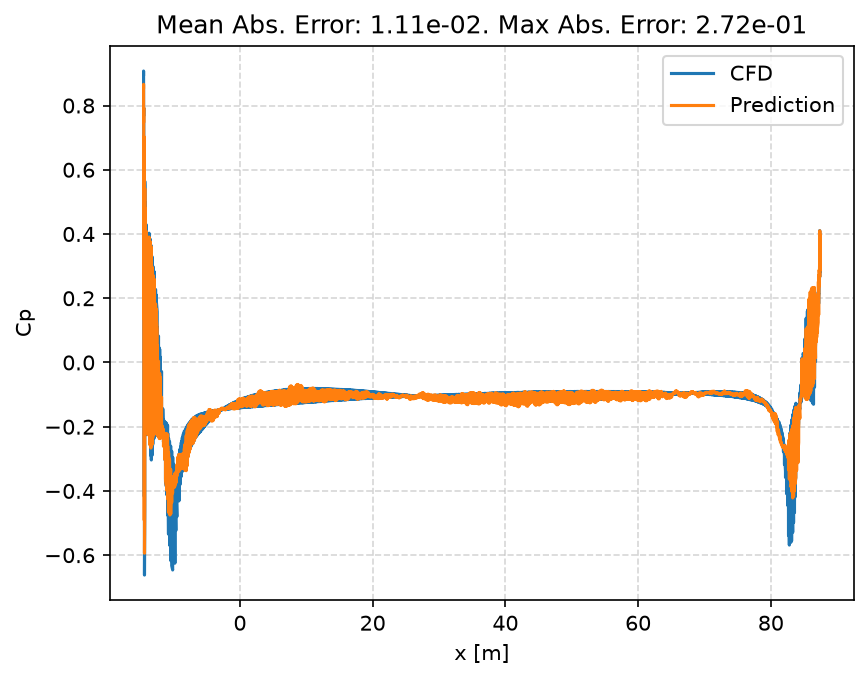 Mean Abs. Error: 1.11e-02. Max Abs. Error: 2.72e-01
CFD
Prediction
Cp
0.8
0.6
0.4
0.2
0.0
−0.2
−0.4
−0.6
0 20 40 60 80
x [m]